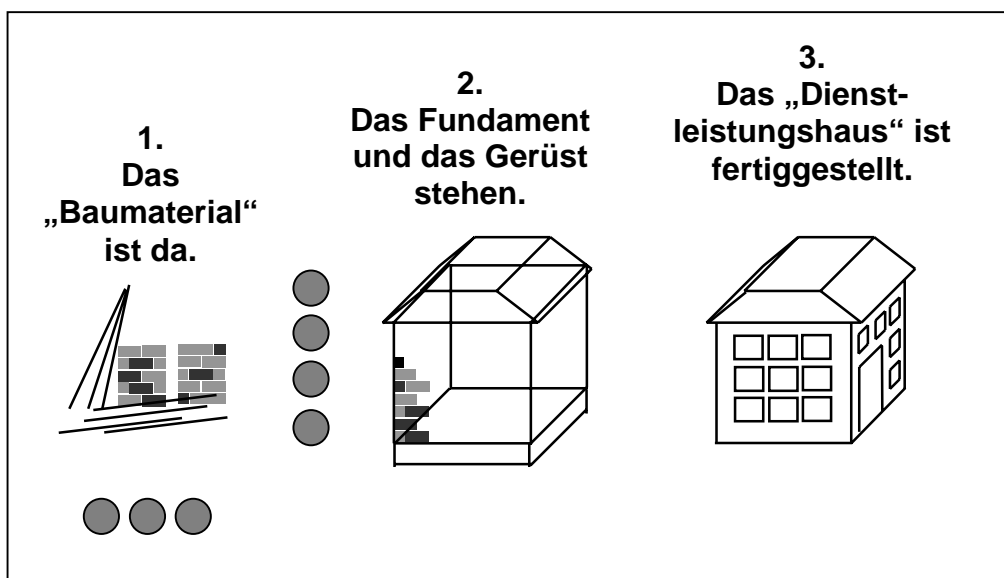 1.
Das
„Baumaterial“
ist da.
2.
Das Fundament
und das Gerüst
stehen.
3.
Das „Dienst-
leistungshaus“ ist
fertiggestellt.